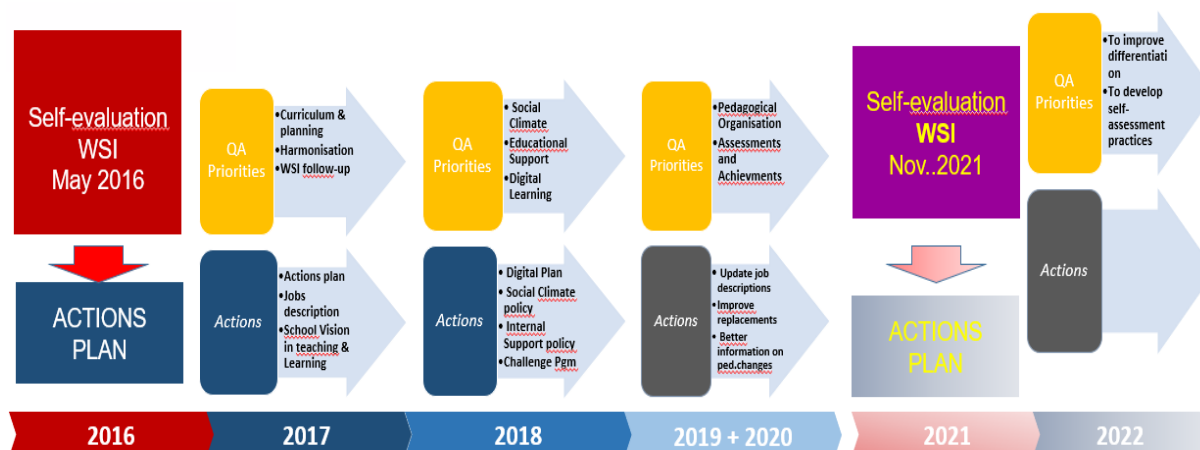 Self-evaluation
WSI
May 2016
ACTIONS
PLAN
QA
Priorities
•Curriculum &
planning
•Harmonisation
•WSI follow-up
Actions
•Actions plan
•Jobs
description
•School Vision
in teaching &
Learning
QA
Priorities
• Social
Climate
•Educational
Support
•Digital
Learning
Actions
• Digital Plan
• Social Climate
policy
• Internal
Support policy
•Challenge Pgm
QA
Priorities
•Pedagogical
Organisation
•Assessments
and
Achievments
Actions
• Update job
descriptions
•Improve
replacements
• Better
information on
ped.changes
Self-evaluation
WSI
Nov..2021
ACTIONS
PLAN
QA
Priorities
•To improve
differentiati
on
•To develop
self-
assessment
practices
Actions
2016
2017
2018
2019 + 2020
2021
2022